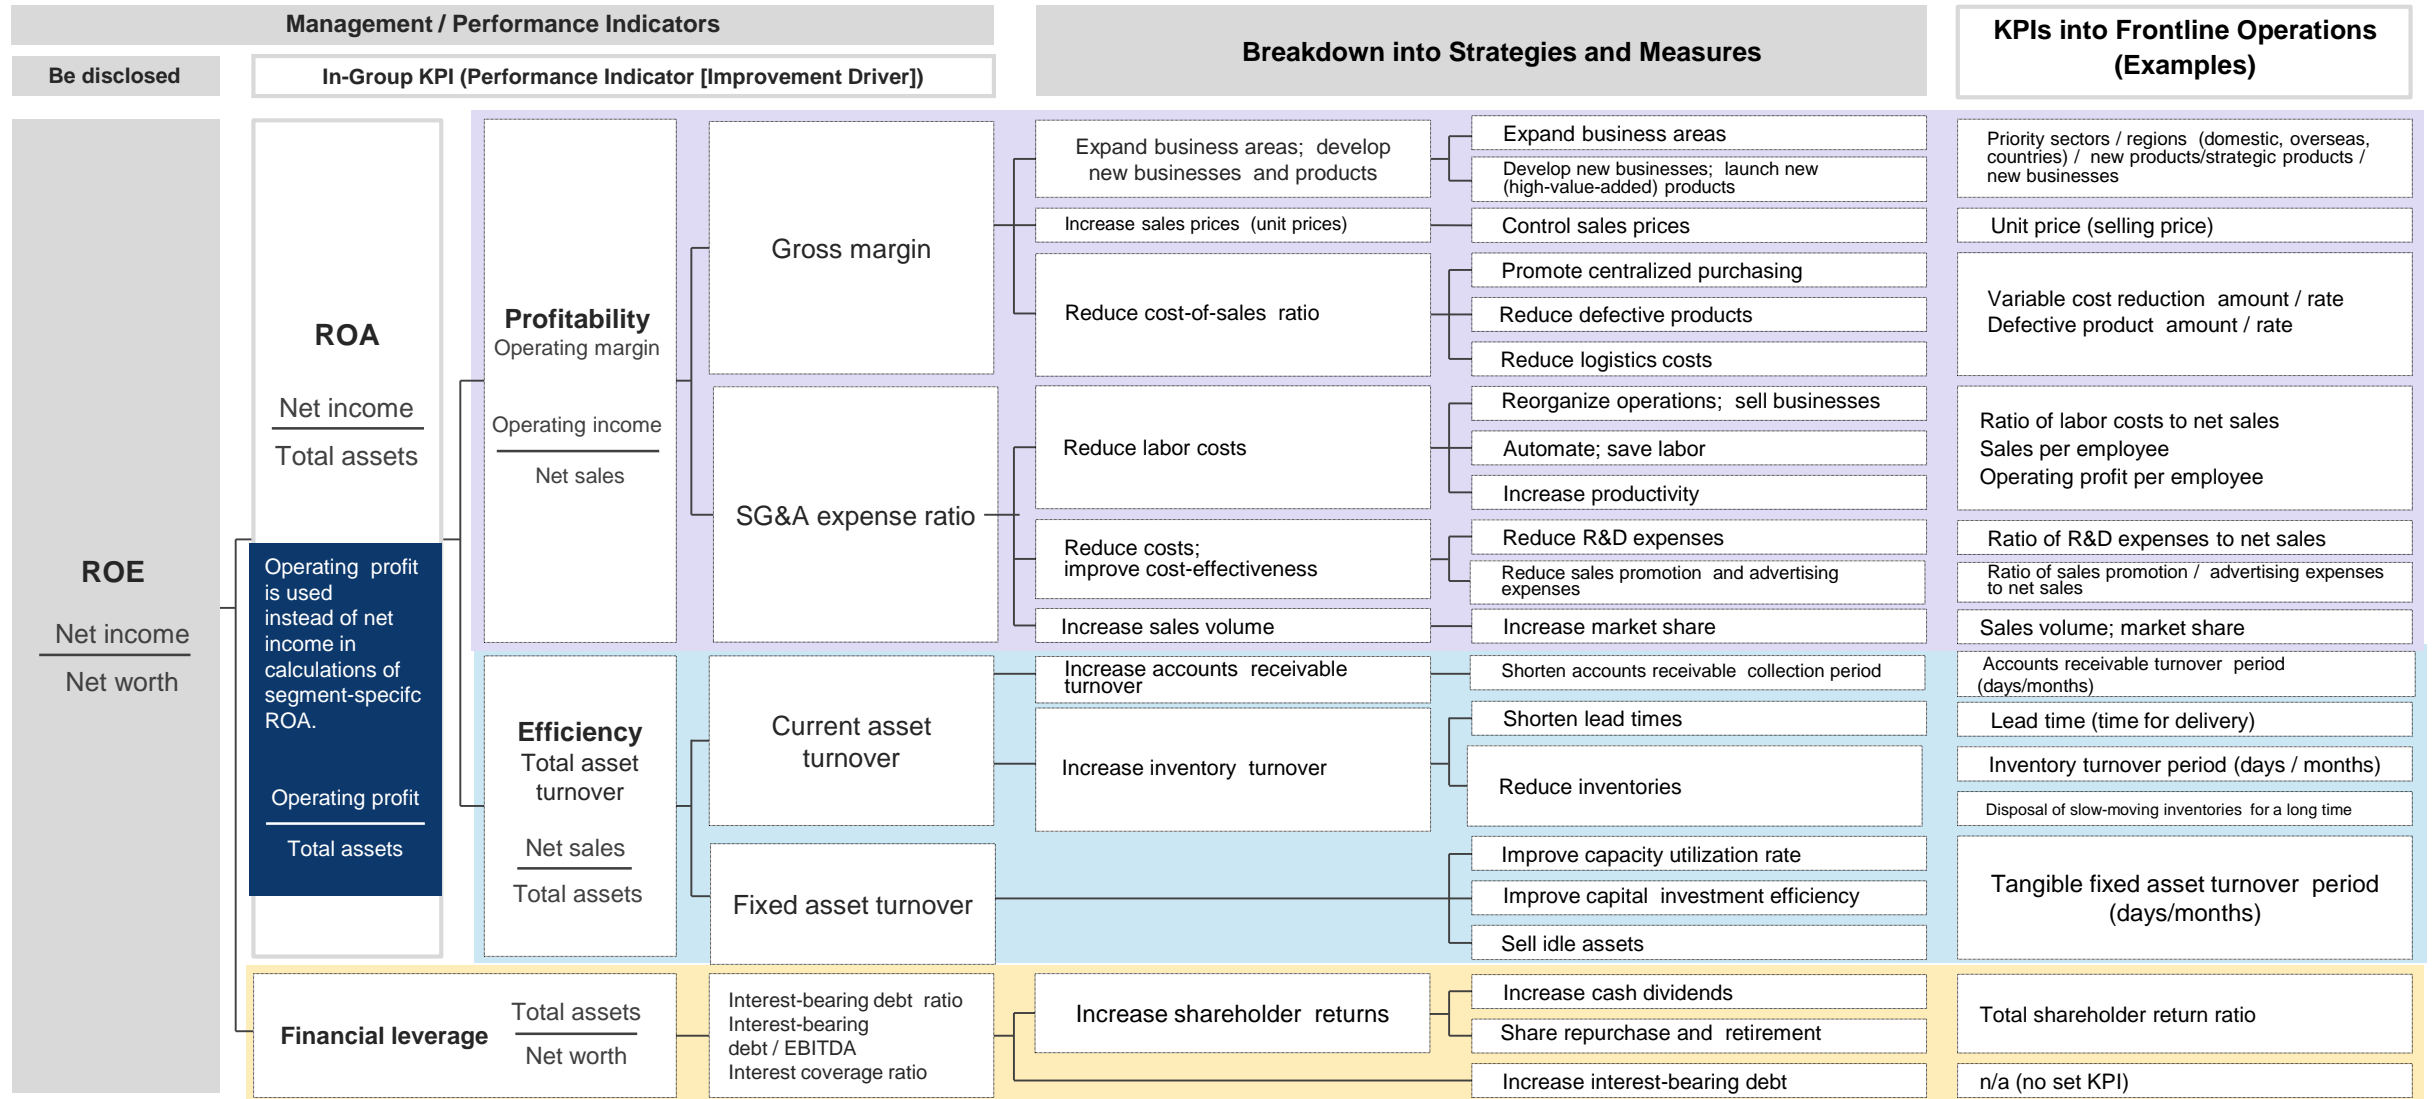 Management / Performance Indicators
Be disclosed
In-Group KPI (Performance Indicator [Improvement Driver])
Breakdown into Strategies and Measures
KPIs into Frontline Operations
(Examples)
ROE
Net income
Net worth
ROA
Net income
Total assets
Operating profit
is used
instead of net
income in
calculations of
segment-specifc
ROA.
Operating profit
Total assets
Profitability
Operating margin
Operating income
Net sales
Gross margin
Expand business areas; develop
new businesses and products
Expand business areas
Develop new businesses; launch new
(high-value-added) products
Priority sectors / regions (domestic, overseas,
countries) / new products/strategic products /
new businesses
Increase sales prices (unit prices)
Control sales prices
Unit price (selling price)
Reduce cost-of-sales ratio
Promote centralized purchasing
Reduce defective products
Reduce logistics costs
Variable cost reduction amount / rate
Defective product amount / rate
SG&A expense ratio
Reduce labor costs
Reorganize operations; sell businesses
Automate; save labor
Increase productivity
Ratio of labor costs to net sales
Sales per employee
Operating profit per employee
Reduce costs;
improve cost-effectiveness
Reduce R&D expenses
Ratio of R&D expenses to net sales
Reduce sales promotion and advertising
expenses
Ratio of sales promotion / advertising expenses
to net sales
Increase sales volume
Increase market share
Sales volume; market share
Efficiency
Total asset
turnover
Net sales
Total assets
Current asset
turnover
Increase accounts receivable
turnover
Shorten accounts receivable collection period
Accounts receivable turnover period
(days/months)
Increase inventory turnover
Shorten lead times
Lead time (time for delivery)
Reduce inventories
Inventory turnover period (days / months)
Disposal of slow-moving inventories for a long time
Fixed asset turnover
Improve capacity utilization rate
Improve capital investment efficiency
Sell idle assets
Tangible fixed asset turnover period
(days/months)
Financial leverage
Total assets
Net worth
Interest-bearing debt ratio
Interest-bearing
debt / EBITDA
Interest coverage ratio
Increase shareholder returns
Increase cash dividends
Share repurchase and retirement
Total shareholder return ratio
Increase interest-bearing debt
n/a (no set KPI)